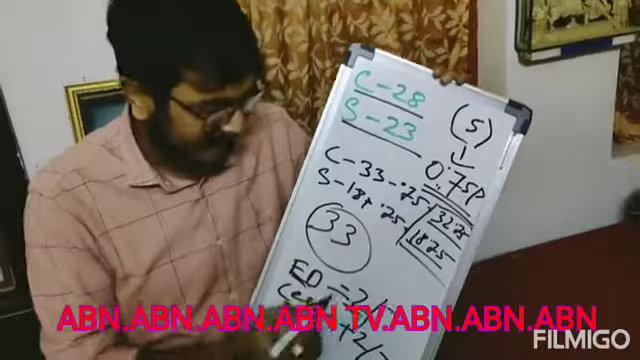 C-28
S-23
(5)
0.75P
C-33-.75 32.25
S-18+.75 18.75
33
ED = 2/
ABN.ABN.ABN.ABN TV.ABN.ABN.ABN
FILMIGO